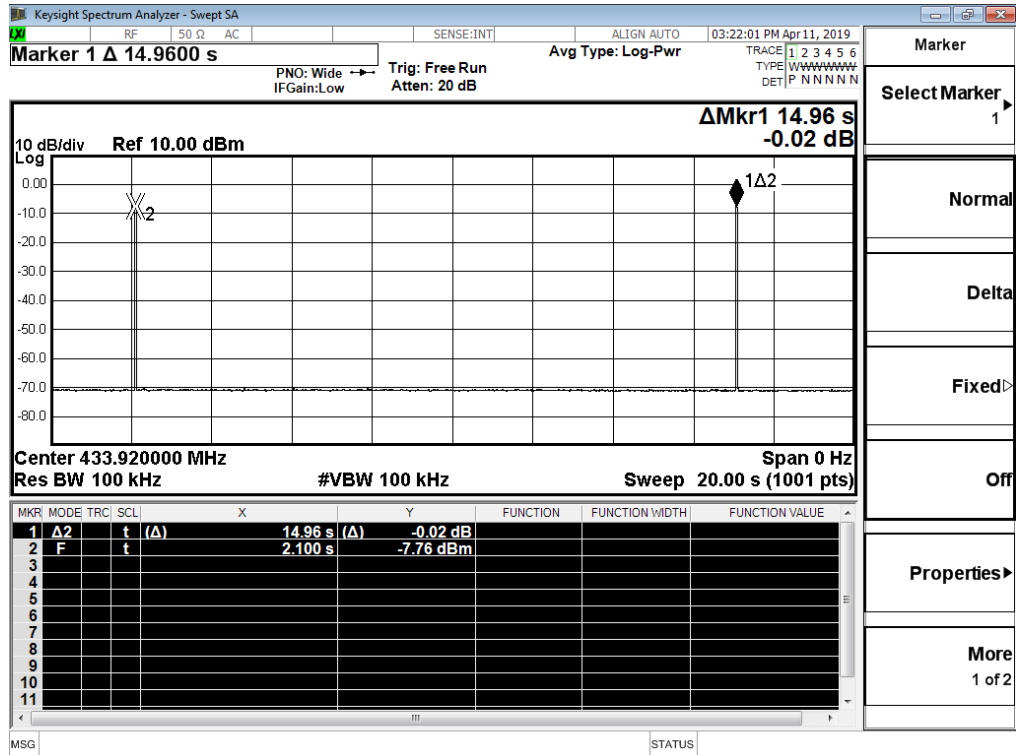 Keysight Spectrum Analyzer - Swept SA
LXI RF 50 Ω AC SENSE:INT ALIGN AUTO 03:22:01 PM Apr 11, 2019
Marker 1 Δ 14.9600 s
Avg Type: Log-Pwr
TRACE 1 2 3 4 5 6
TYPE WWWWWWW
DET P N N N N N
PNO: Wide
IFGain:Low
Trig: Free Run
Atten: 20 dB
ΔMkr1 14.96 s
-0.02 dB
10 dB/div Ref 10.00 dBm
Log
0.00
-10.0
-20.0
-30.0
-40.0
-50.0
-60.0
-70.0
-80.0
2
1Δ2
Center 433.920000 MHz Span 0 Hz
Res BW 100 kHz #VBW 100 kHz Sweep 20.00 s (1001 pts)
MKR MODE TRC SCL X Y FUNCTION FUNCTION WIDTH FUNCTION VALUE
1 Δ2 t (Δ) 14.96 s (Δ) -0.02 dB
2 F t 2.100 s -7.76 dBm
3
4
5
6
7
8
9
10
11
MSG STATUS
Marker
Select Marker
1
Normal
Delta
Fixed
Off
Properties
More
1 of 2